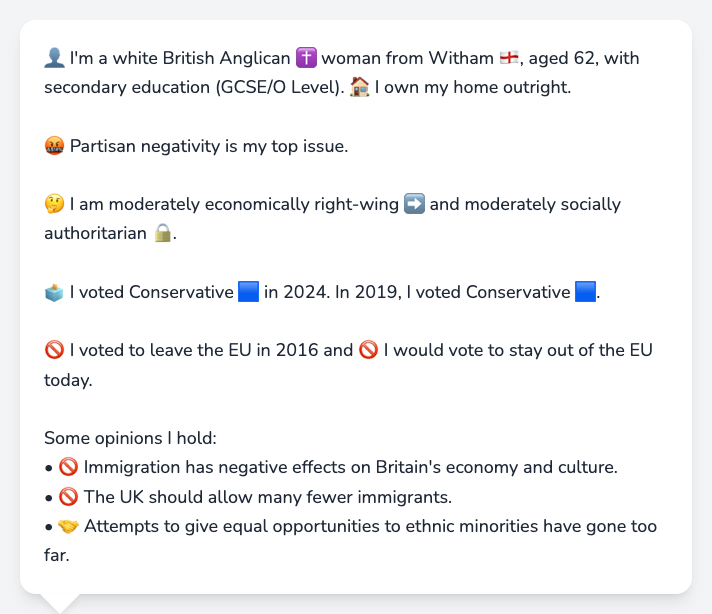 👤 I'm a white British Anglican ✝️ woman from Witham 🏴󠁧󠁢󠁥󠁮󠁧󠁿, aged 62, with
secondary education (GCSE/O Level). 🏠 I own my home outright.
🤬 Partisan negativity is my top issue.
🤔 I am moderately economically right-wing ➡️ and moderately socially
authoritarian 🔒.
🗳️ I voted Conservative 🟦 in 2024. In 2019, I voted Conservative 🟦.
🚫 I voted to leave the EU in 2016 and 🚫 I would vote to stay out of the EU
today.
Some opinions I hold:
• 🚫 Immigration has negative effects on Britain's economy and culture.
• 🚫 The UK should allow many fewer immigrants.
• 🤝 Attempts to give equal opportunities to ethnic minorities have gone too
far.